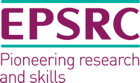 EPSRC
Pioneering research
and skills